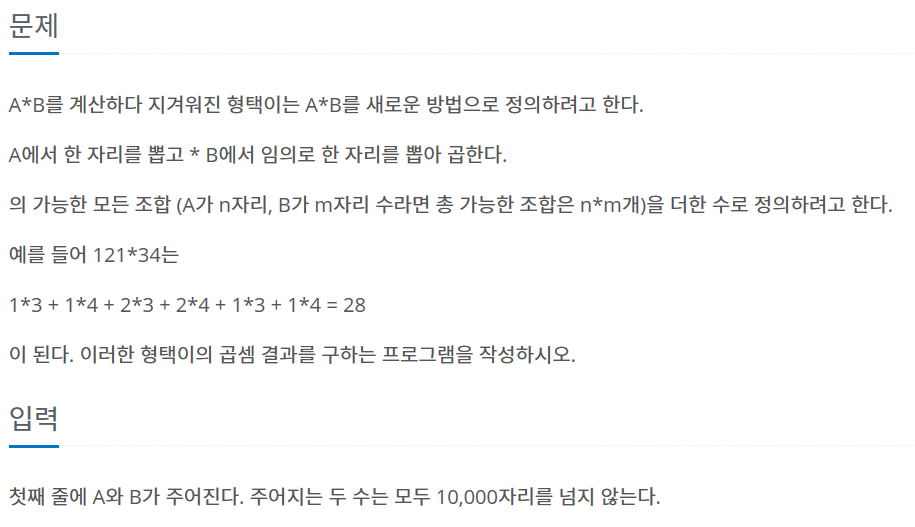 문제
A*B를 계산하다 지겨워진 형택이는 A*B를 새로운 방법으로 정의하려고 한다.
A에서 한 자리를 뽑고 * B에서 임의로 한 자리를 뽑아 곱한다.
의 가능한 모든 조합 (A가 n자리, B가 m자리 수라면 총 가능한 조합은 n*m개)을 더한 수로 정의하려고 한다.
예를 들어 121*34는
1*3 + 1*4 + 2*3 + 2*4 + 1*3 + 1*4 = 28
이 된다. 이러한 형택이의 곱셈 결과를 구하는 프로그램을 작성하시오.
입력
첫째 줄에 A와 B가 주어진다. 주어지는 두 수는 모두 10,000자리를 넘지 않는다.